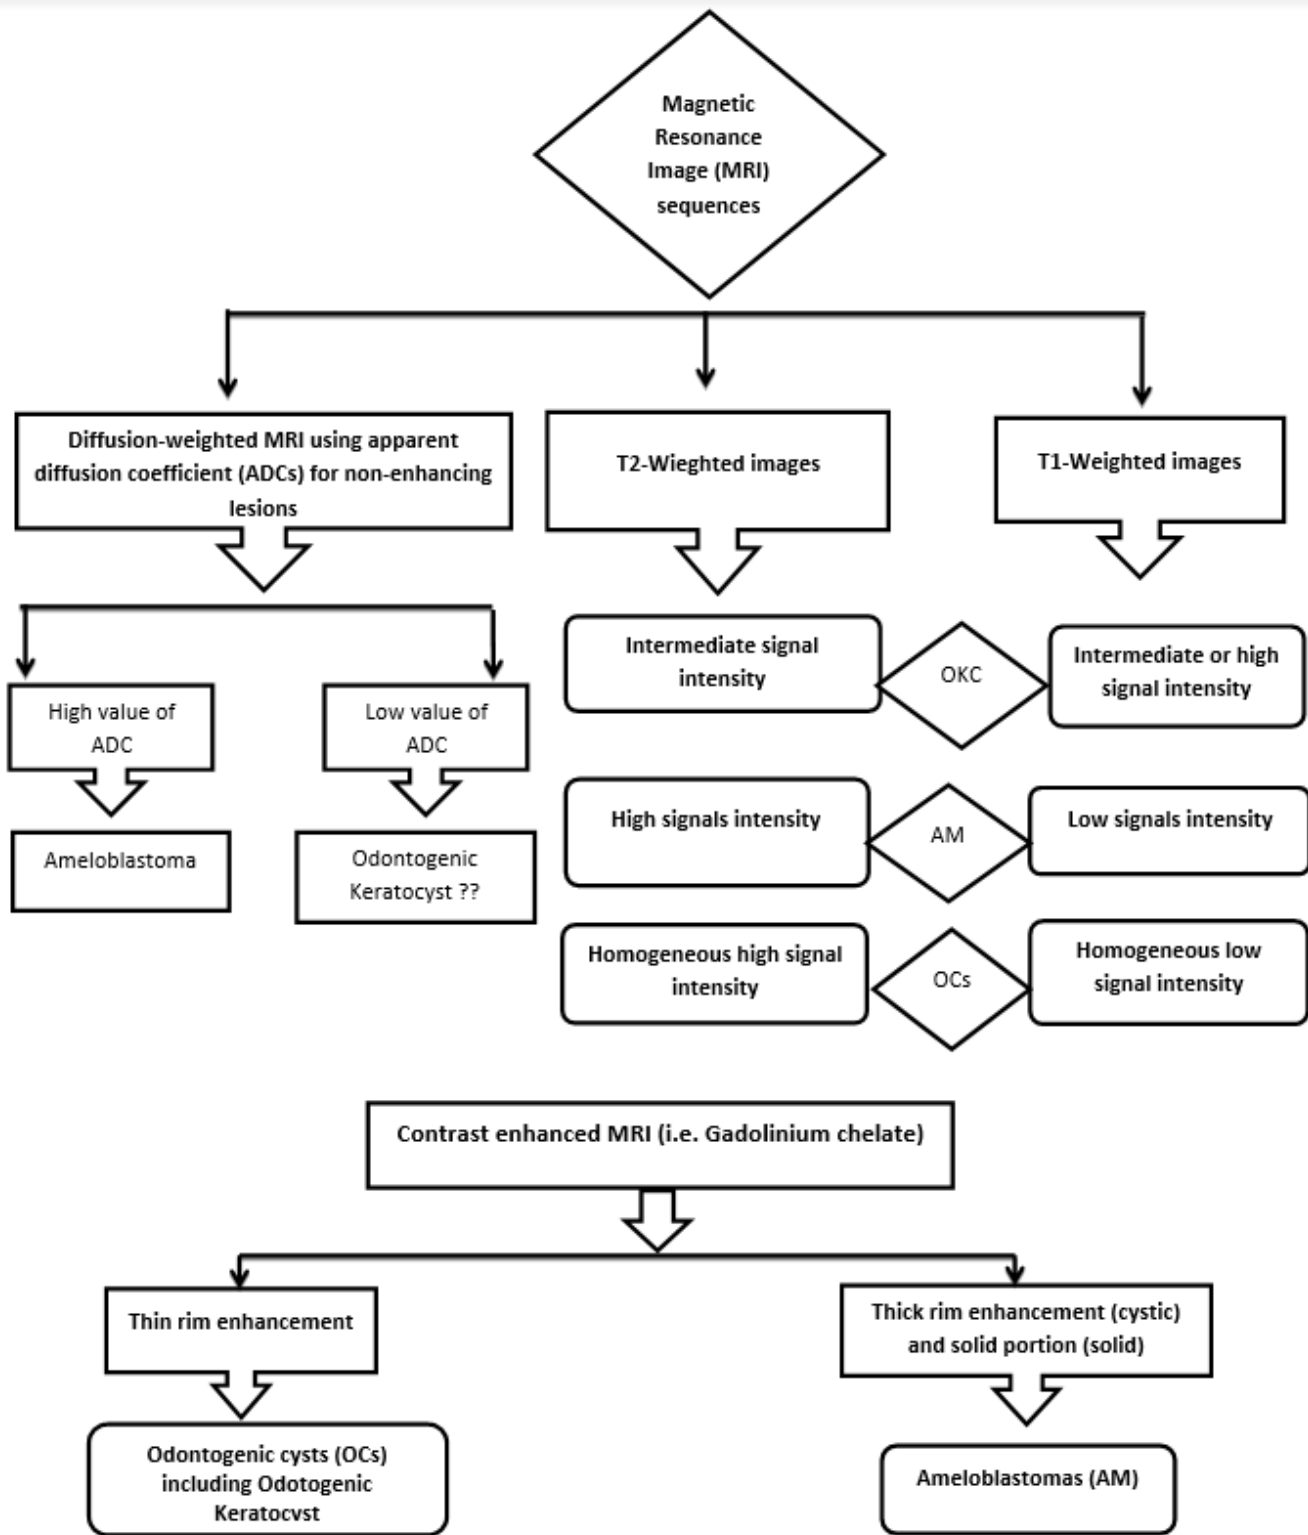 Magnetic
Resonance
Image (MRI)
sequences
Diffusion-weighted MRI using apparent
diffusion coefficient (ADCs) for non-enhancing
lesions
T2-Wieghted images
T1-Weighted images
High value of
ADC
Low value of
ADC
Ameloblastoma
Odontogenic
Keratocyst ??
Intermediate signal
intensity
OKC
Intermediate or high
signal intensity
High signals intensity
AM
Low signals intensity
Homogeneous high signal
intensity
OCs
Homogeneous low
signal intensity
Contrast enhanced MRI (i.e. Gadolinium chelate)
Thin rim enhancement
Thick rim enhancement (cystic)
and solid portion (solid)
Odontogenic cysts (OCs)
including Odotogenic
Keratocyst
Ameloblastomas (AM)